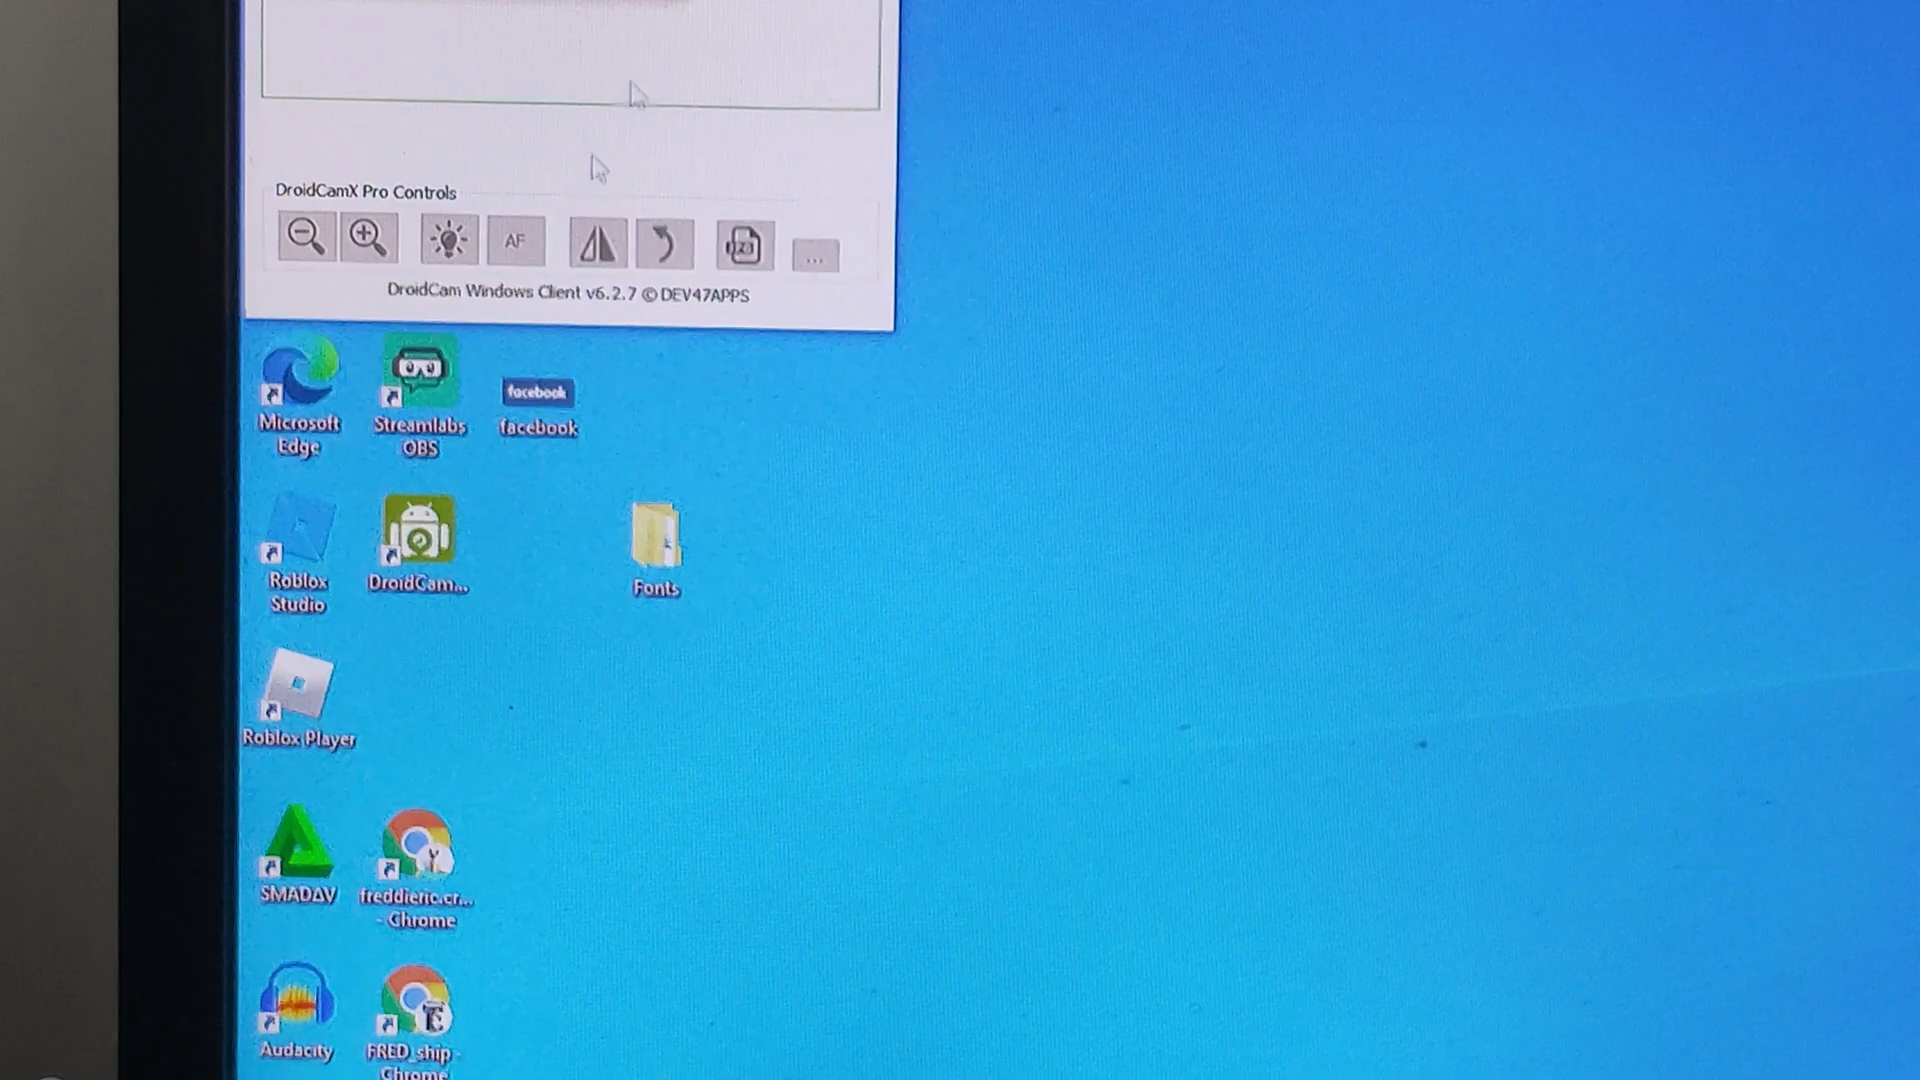 DroidCamX Pro Controls
AF
...
DroidCam Windows Client v6.2.7 © DEV47APPS
Microsoft
Edge
Streamlabs
OBS
facebook
facebook
Roblox
Studio
DroidCam...
Fonts
Roblox Player
SMADAV
freddieric.cr...
- Chrome
Audacity
FRED_ship -
Chrome